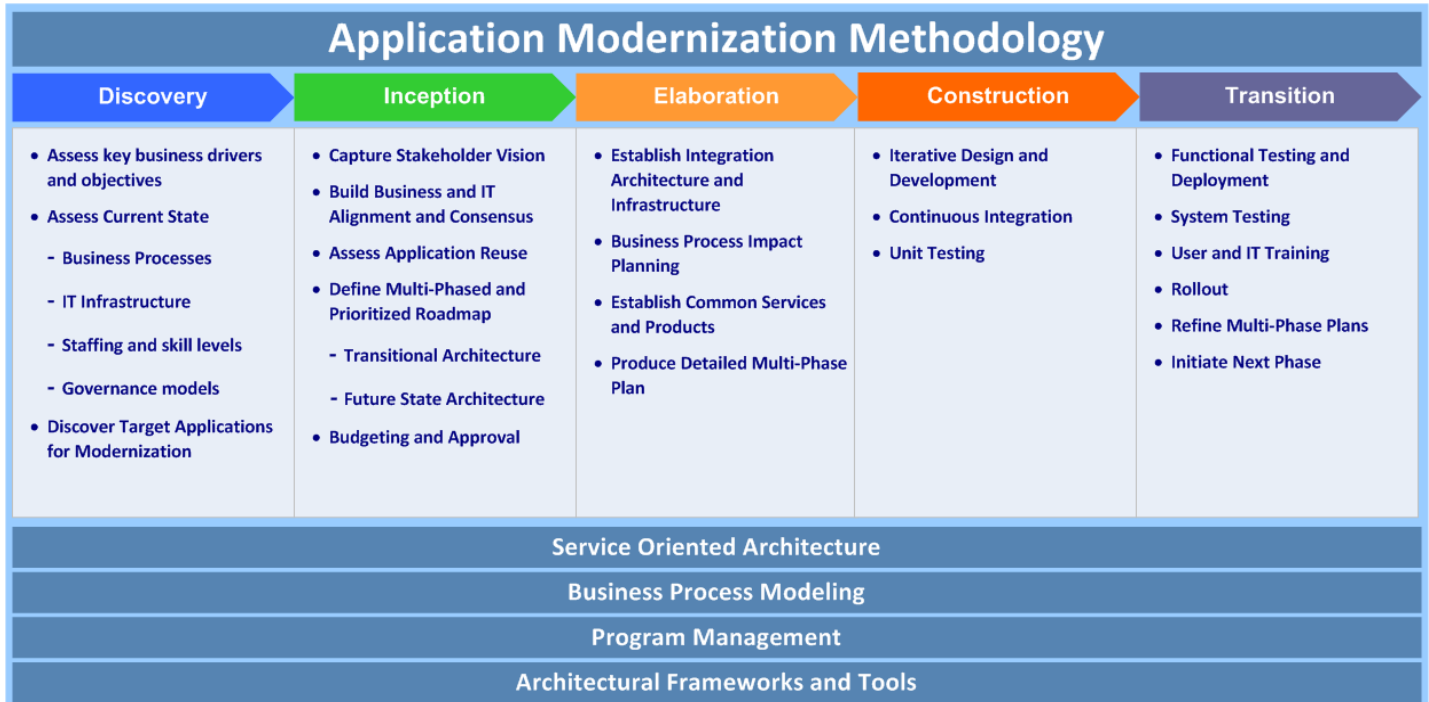 Application Modernization Methodology
Discovery
Inception
Elaboration
Construction
Transition
• Assess key business drivers
and objectives
• Assess Current State
- Business Processes
- IT Infrastructure
- Staffing and skill levels
- Governance models
• Discover Target Applications
for Modernization
• Capture Stakeholder Vision
• Build Business and IT
Alignment and Consensus
• Assess Application Reuse
• Define Multi-Phased and
Prioritized Roadmap
- Transitional Architecture
- Future State Architecture
• Budgeting and Approval
• Establish Integration
Architecture and
Infrastructure
• Business Process Impact
Planning
• Establish Common Services
and Products
• Produce Detailed Multi-Phase
Plan
• Iterative Design and
Development
• Continuous Integration
• Unit Testing
• Functional Testing and
Deployment
• System Testing
• User and IT Training
• Rollout
• Refine Multi-Phase Plans
• Initiate Next Phase
Service Oriented Architecture
Business Process Modeling
Program Management
Architectural Frameworks and Tools